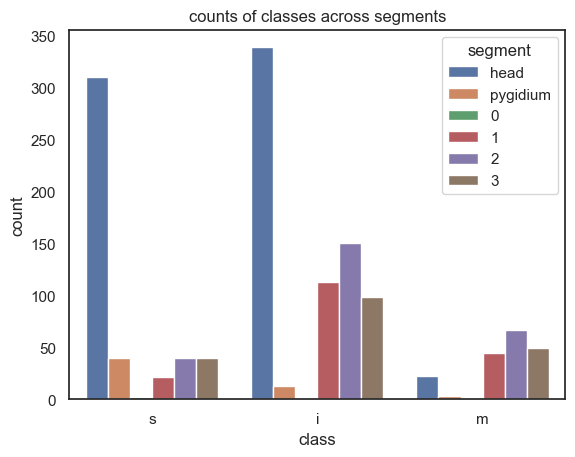 counts of classes across segments
350
300
250
200
150
100
50
0
count
segment
head
pygidium
0
1
2
3
s i m
class